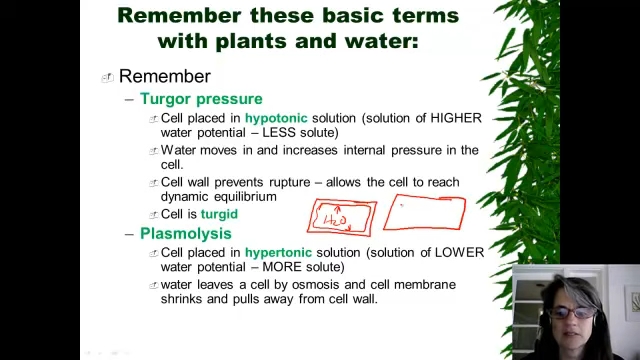 Remember these basic terms
with plants and water:
Remember
– Turgor pressure
Cell placed in hypotonic solution (solution of HIGHER
water potential – LESS solute)
Water moves in and increases internal pressure in the
cell.
Cell wall prevents rupture – allows the cell to reach
dynamic equilibrium
Cell is turgid
H2O
– Plasmolysis
Cell placed in hypertonic solution (solution of LOWER
water potential – MORE solute)
water leaves a cell by osmosis and cell membrane
shrinks and pulls away from cell wall.